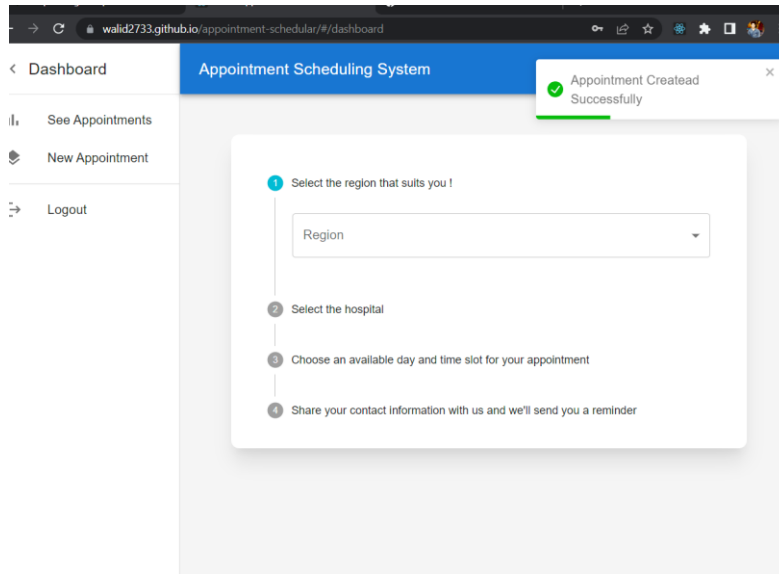 walid2733.github.io/appointment-schedular/#/dashboard
Dashboard
Appointment Scheduling System
Appointment Createad
Successfully
See Appointments
New Appointment
Logout
1 Select the region that suits you !
Region
2 Select the hospital
3 Choose an available day and time slot for your appointment
4 Share your contact information with us and we'll send you a reminder